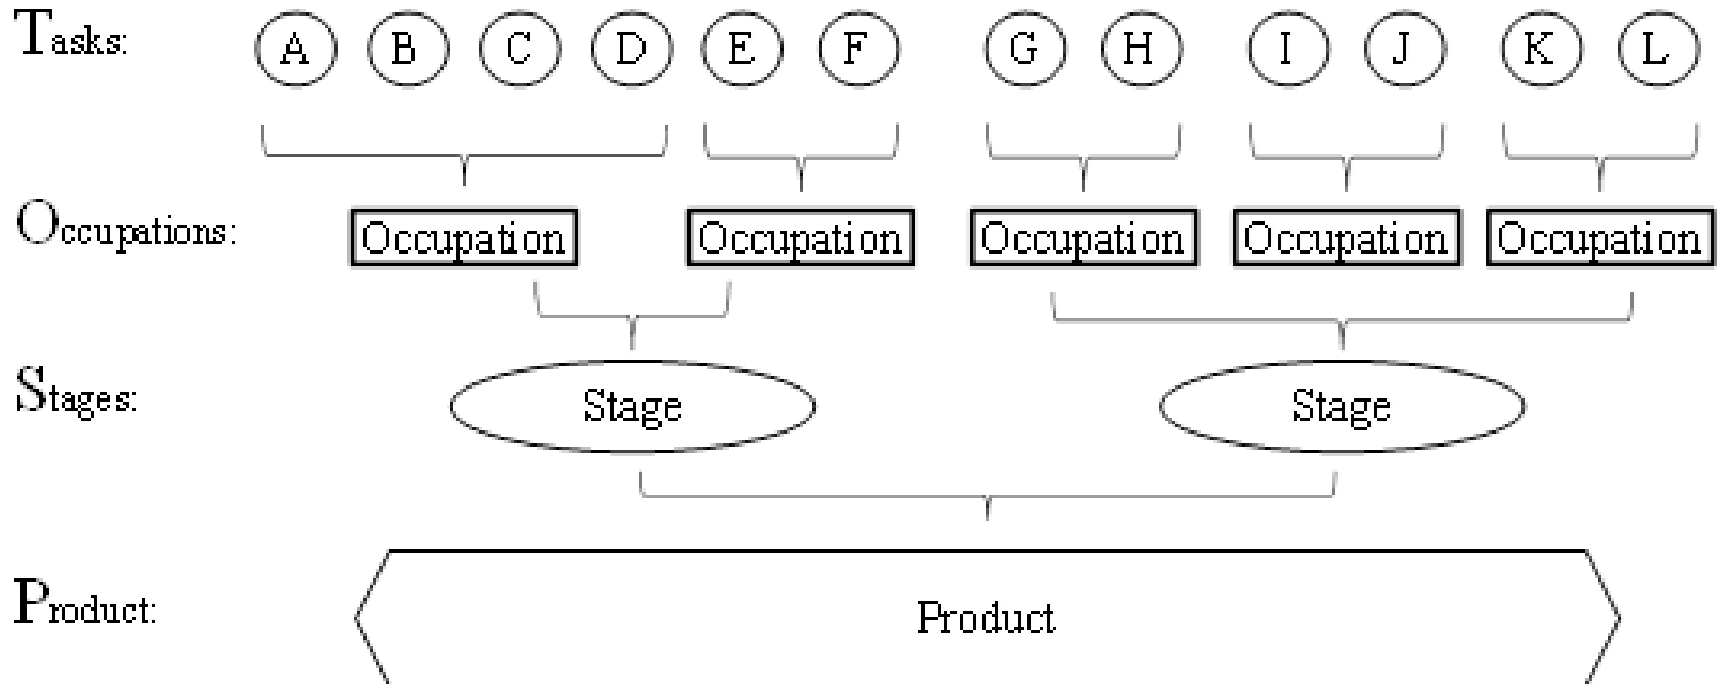 Tasks: A B C D E F G H I J K L
Occupations: Occupation Occupation Occupation Occupation Occupation
Stages: Stage Stage
Product: Product